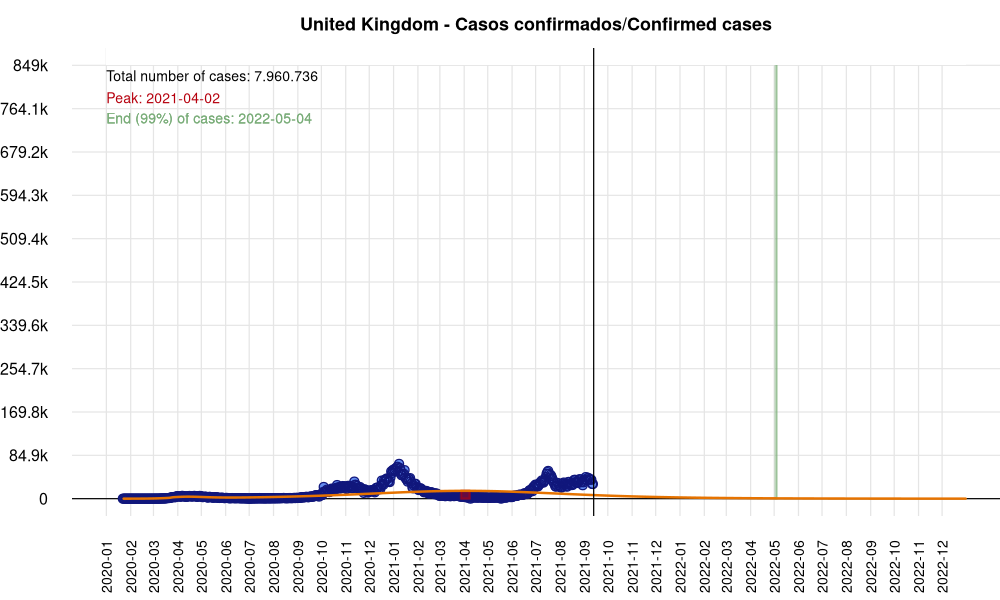 United Kingdom - Casos confirmados/Confirmed cases
849k
Total number of cases: 7.960.736
Peak: 2021-04-02
764.1k
End (99%) of cases: 2022-05-04
679.2k
594.3k
509.4k
424.5k
339.6k
254.7k
169.8k
84.9k
0
2020-01
2020-02
2020-03
2020-04
2020-05
2020-06
2020-07
2020-08
2020-09
2020-10
2020-11
2020-12
2021-01
2021-02
2021-03
2021-04
2021-05
2021-06
2021-07
2021-08
2021-09
2021-10
2021-11
2021-12
2022-01
2022-02
2022-03
2022-04
2022-05
2022-06
2022-07
2022-08
2022-09
2022-10
2022-11
2022-12